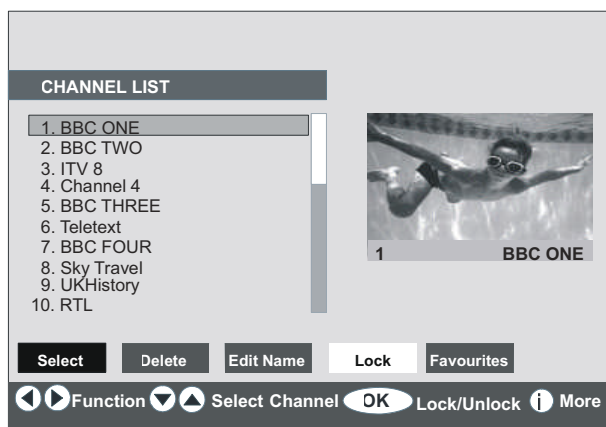 CHANNEL LIST
1. BBC ONE
2. BBC TWO
3. ITV 8
4. Channel 4
5. BBC THREE
6. Teletext
7. BBC FOUR
8. Sky Travel
9. UKHistory
10. RTL
1 BBC ONE
Select Delete Edit Name Lock Favourites
Function Select Channel OK Lock/Unlock i More